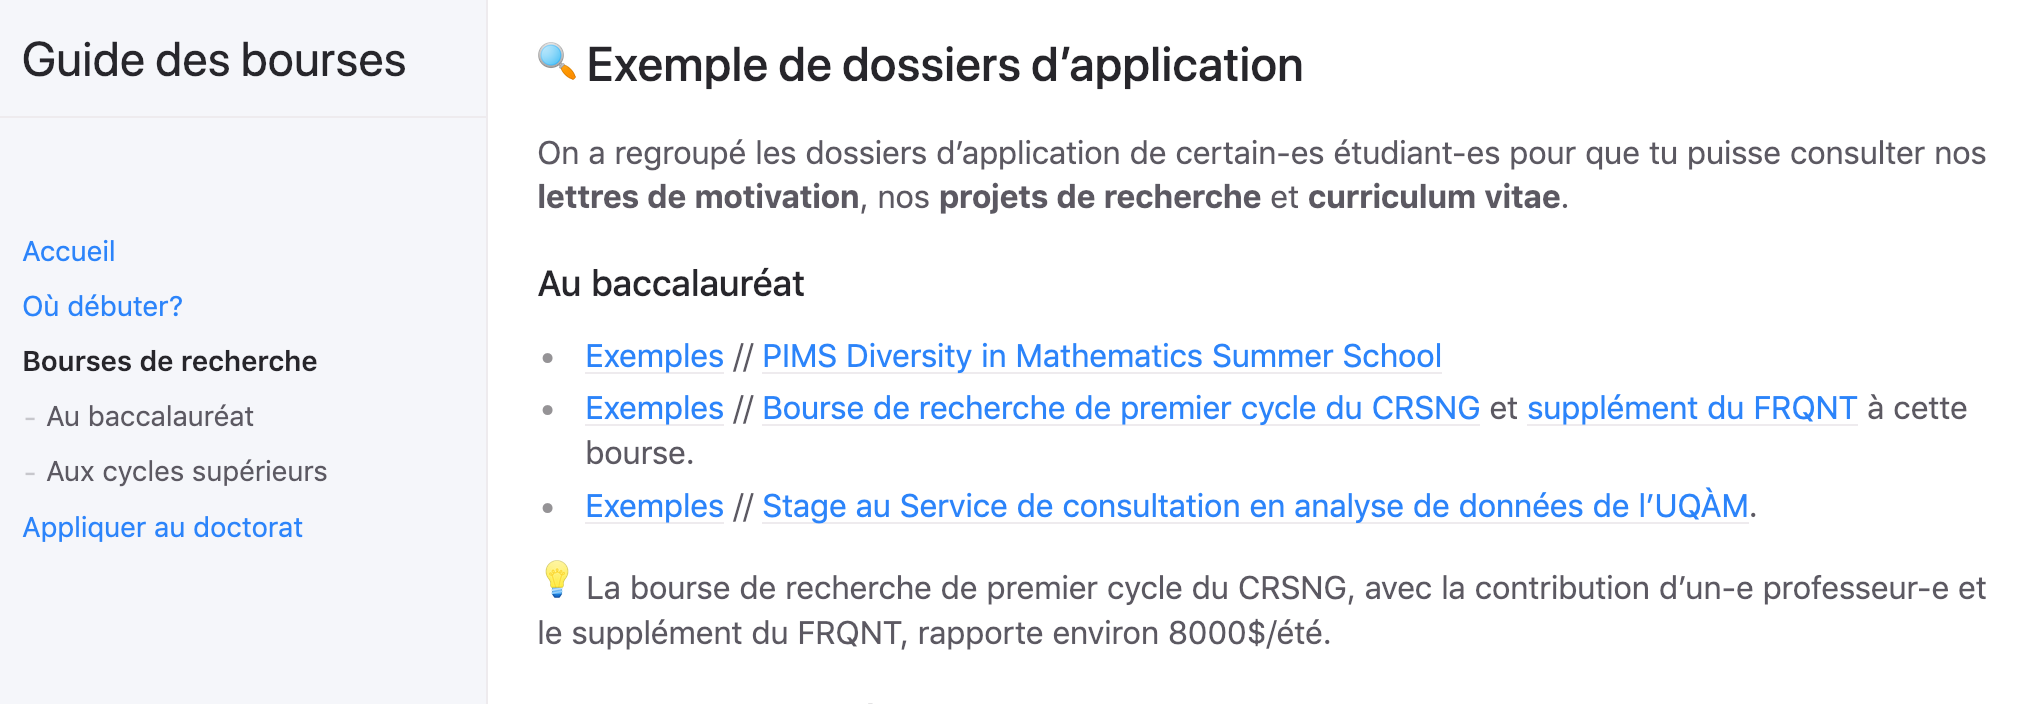 Guide des bourses
Accueil
Où débuter?
Bourses de recherche
- Au baccalauréat
- Aux cycles supérieurs
Appliquer au doctorat
🔍 Exemple de dossiers d’application
On a regroupé les dossiers d’application de certain-es étudiant-es pour que tu puisse consulter nos
lettres de motivation, nos projets de recherche et curriculum vitae.
Au baccalauréat
• Exemples // PIMS Diversity in Mathematics Summer School
• Exemples // Bourse de recherche de premier cycle du CRSNG et supplément du FRQNT à cette
bourse.
• Exemples // Stage au Service de consultation en analyse de données de l’UQÀM.
💡 La bourse de recherche de premier cycle du CRSNG, avec la contribution d’un-e professeur-e et
le supplément du FRQNT, rapporte environ 8000$/été.